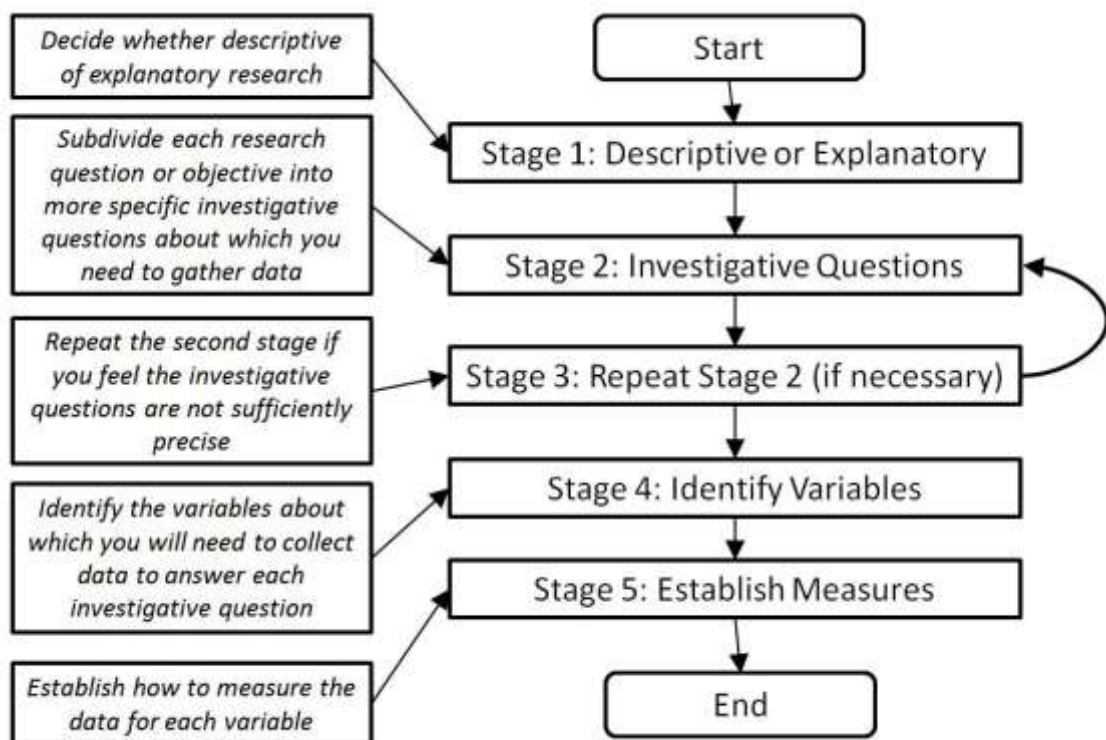 Decide whether descriptive
of explanatory research
Start
Stage 1: Descriptive or Explanatory
Subdivide each research
question or objective into
more specific investigative
questions about which you
need to gather data
Stage 2: Investigative Questions
Repeat the second stage if
you feel the investigative
questions are not sufficiently
precise
Stage 3: Repeat Stage 2 (if necessary)
Identify the variables about
which you will need to collect
data to answer each
investigative question
Stage 4: Identify Variables
Stage 5: Establish Measures
Establish how to measure the
data for each variable
End